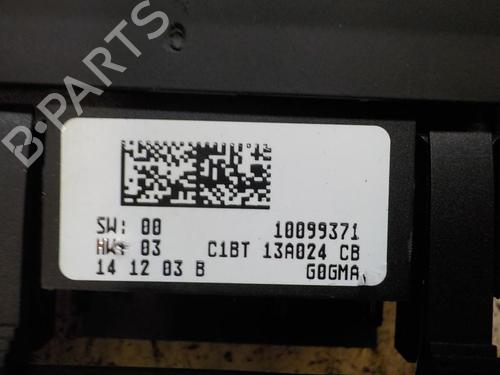 B-PARTS
SW: 00 10099371
HW: 03 C1BT 13A024 CB
14 12 03 B G0GMA